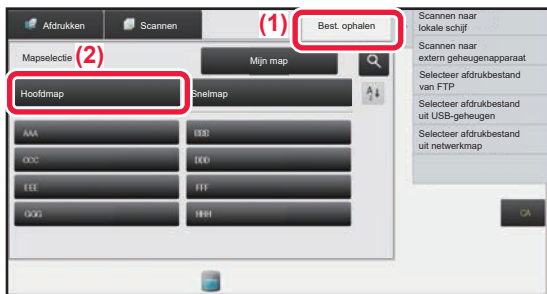 Afdrukken
Scannen
(1)
Best. ophalen
Mapselectie
(2)
Mijn map
Hoofdmap
Snelmap
AAA
BBB
CCC
DDD
EEE
FFF
GGG
HHH
Scannen naar
lokale schijf
Scannen naar
extern geheugenapparaat
Selecteer afdrukbestand
van FTP
Selecteer afdrukbestand
uit USB-geheugen
Selecteer afdrukbestand
uit netwerkmap
CA